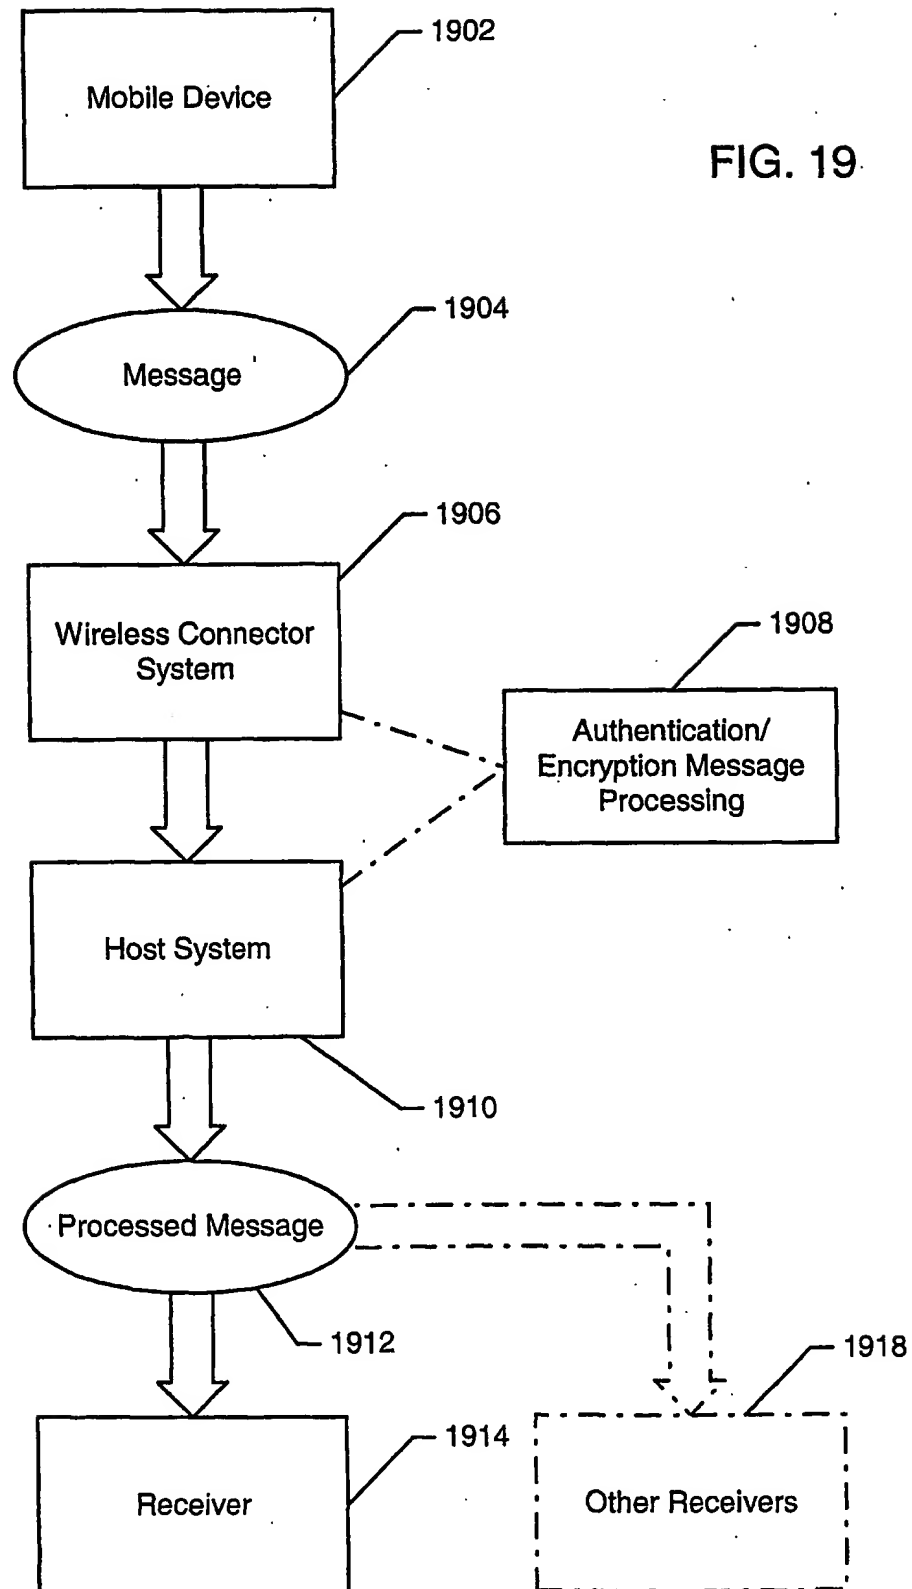 1902
Mobile Device
FIG. 19
1904
Message
1906
Wireless Connector
System
1908
Authentication/
Encryption Message
Processing
Host System
1910
Processed Message
1912
1918
1914
Receiver
Other Receivers